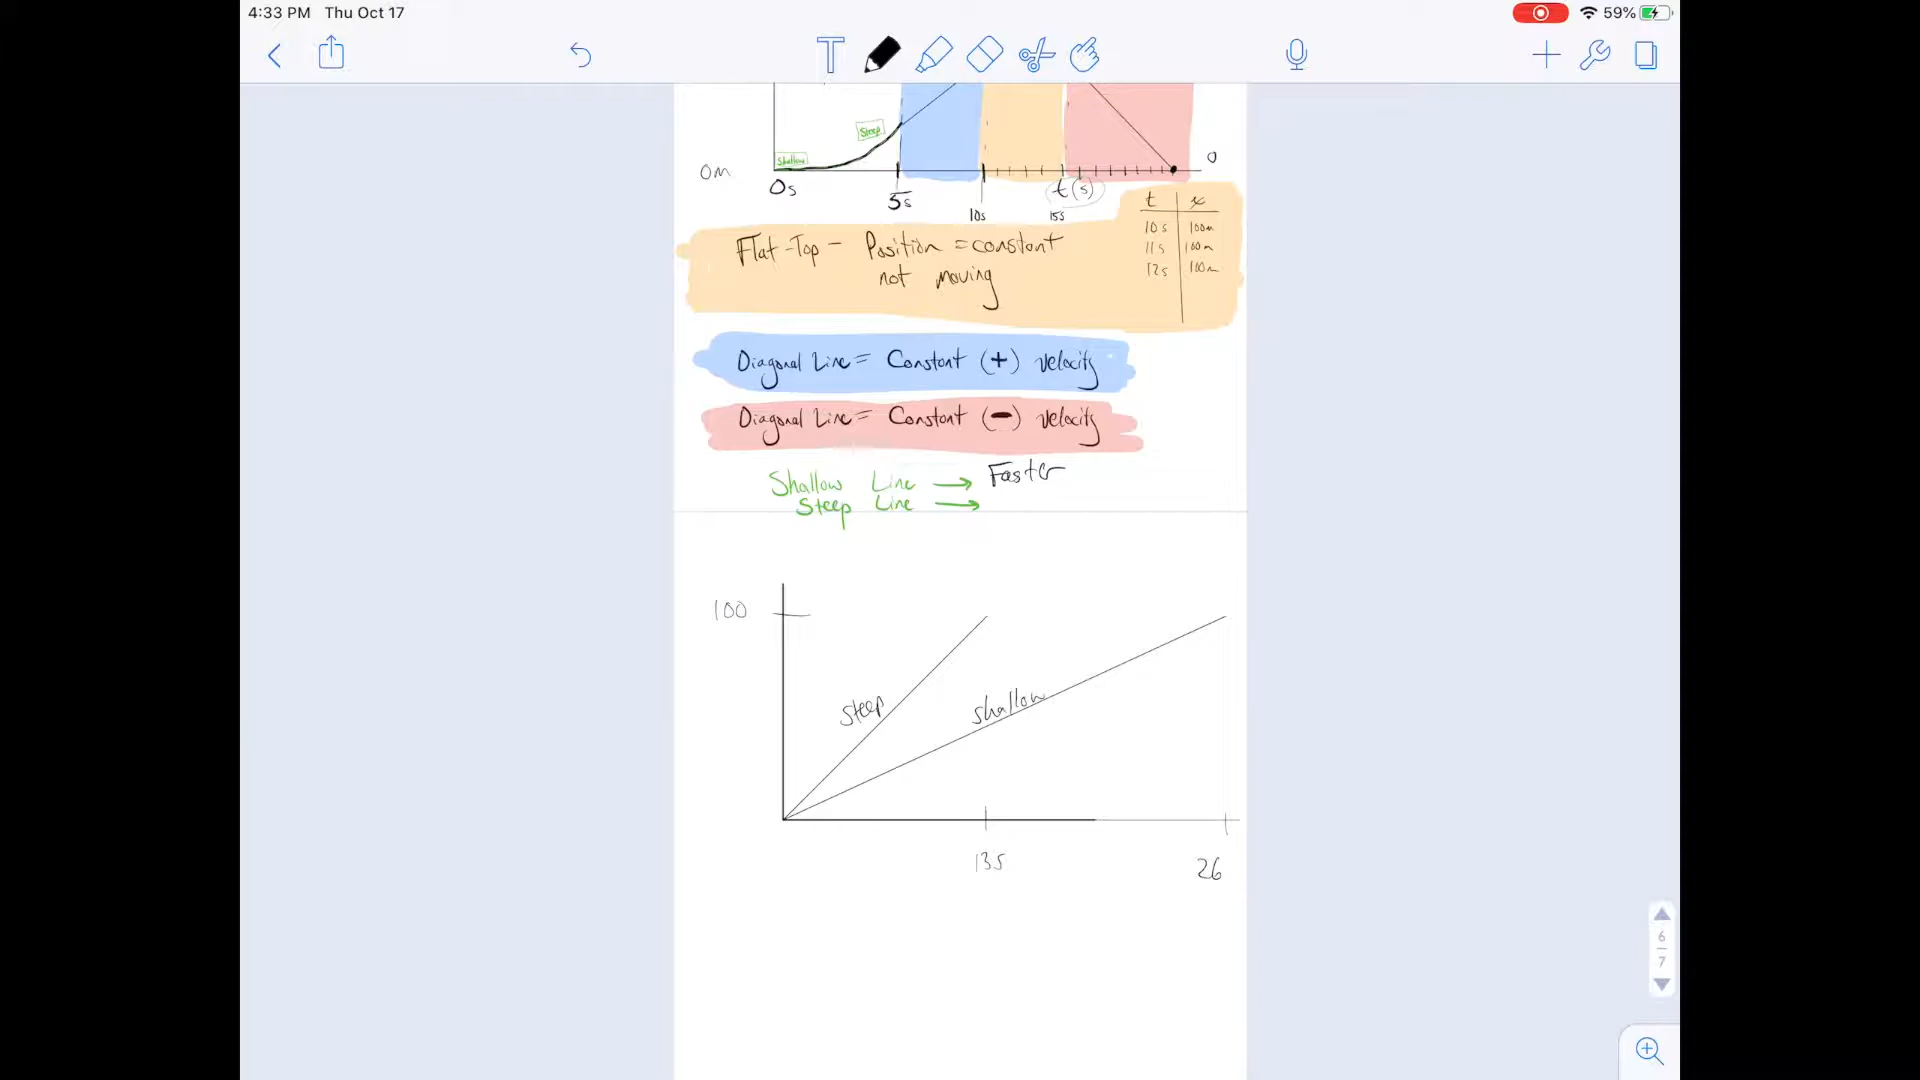 4:33 PM Thu Oct 17
59%
Steep
Shallow
0m
0
0s
5s
10s
t(s)
15s
t x
10s 100m
11s 100m
12s 100m
Flat-Top - Position = constant
not moving
Diagonal Line = Constant (+) velocity
Diagonal Line = Constant (-) velocity
Shallow Line → Faster
Steep Line →
100
steep
shallow
13s
26
6
7